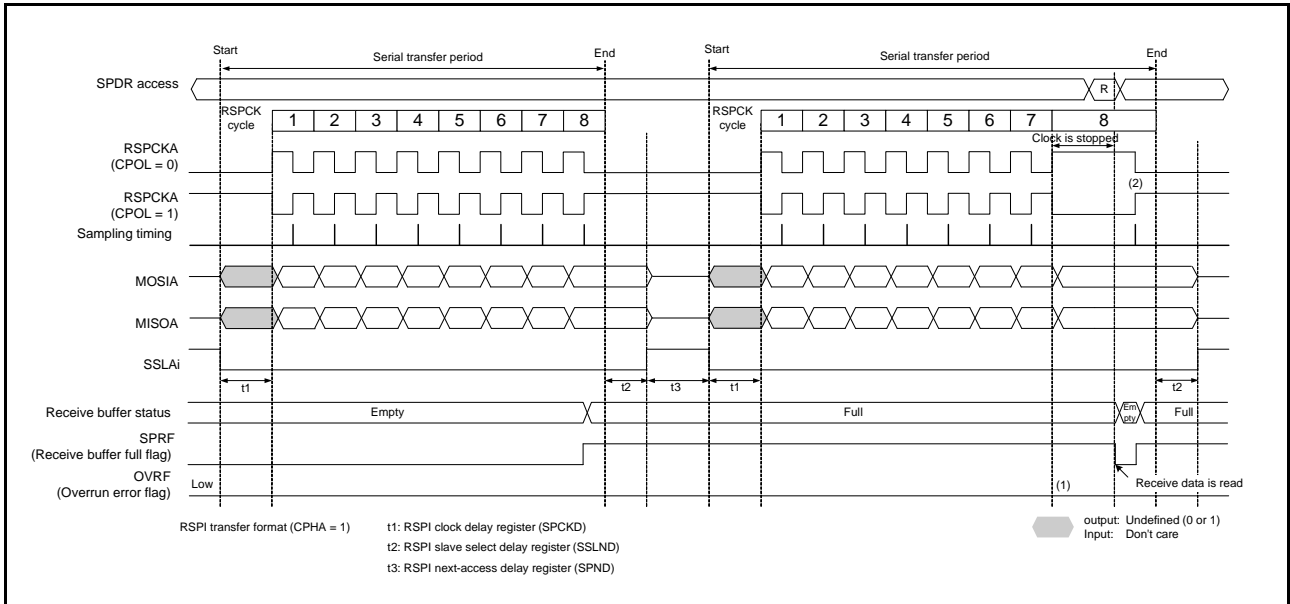 Start
Serial transfer period
End
Start
Serial transfer period
End
SPDR access
R
RSPCK
cycle
1 2 3 4 5 6 7 8
RSPCK
cycle
1 2 3 4 5 6 7 8
Clock is stopped
RSPCKA
(CPOL = 0)
(2)
RSPCKA
(CPOL = 1)
Sampling timing
MOSIA
MISOA
SSLAi
t1
t2
t3
t1
t2
Receive buffer status
Empty
Full
Em
pty
Full
SPRF
(Receive buffer full flag)
OVRF
(Overrun error flag)
Low
(1)
Receive data is read
RSPI transfer format (CPHA = 1)
t1: RSPI clock delay register (SPCKD)
t2: RSPI slave select delay register (SSLND)
t3: RSPI next-access delay register (SPND)
output: Undefined (0 or 1)
Input: Don't care